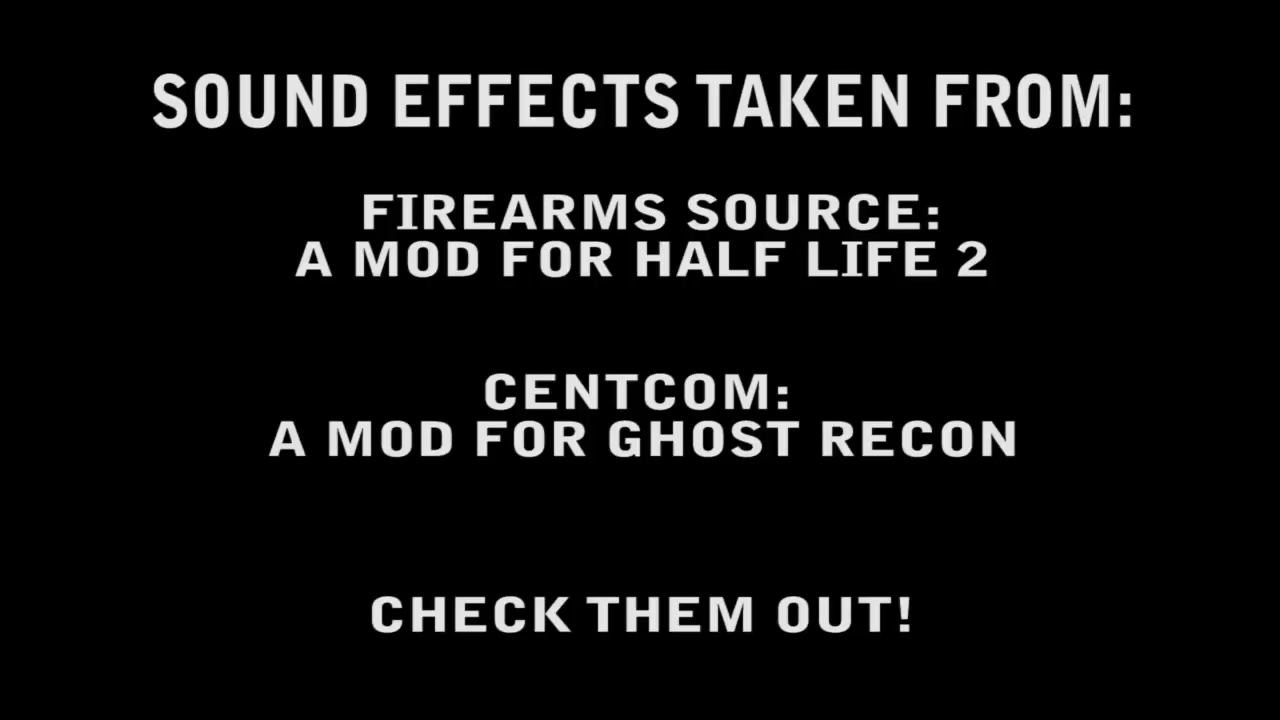 SOUND EFFECTS TAKEN FROM:
FIREARMS SOURCE:
A MOD FOR HALF LIFE 2
CENTCOM:
A MOD FOR GHOST RECON
CHECK THEM OUT!